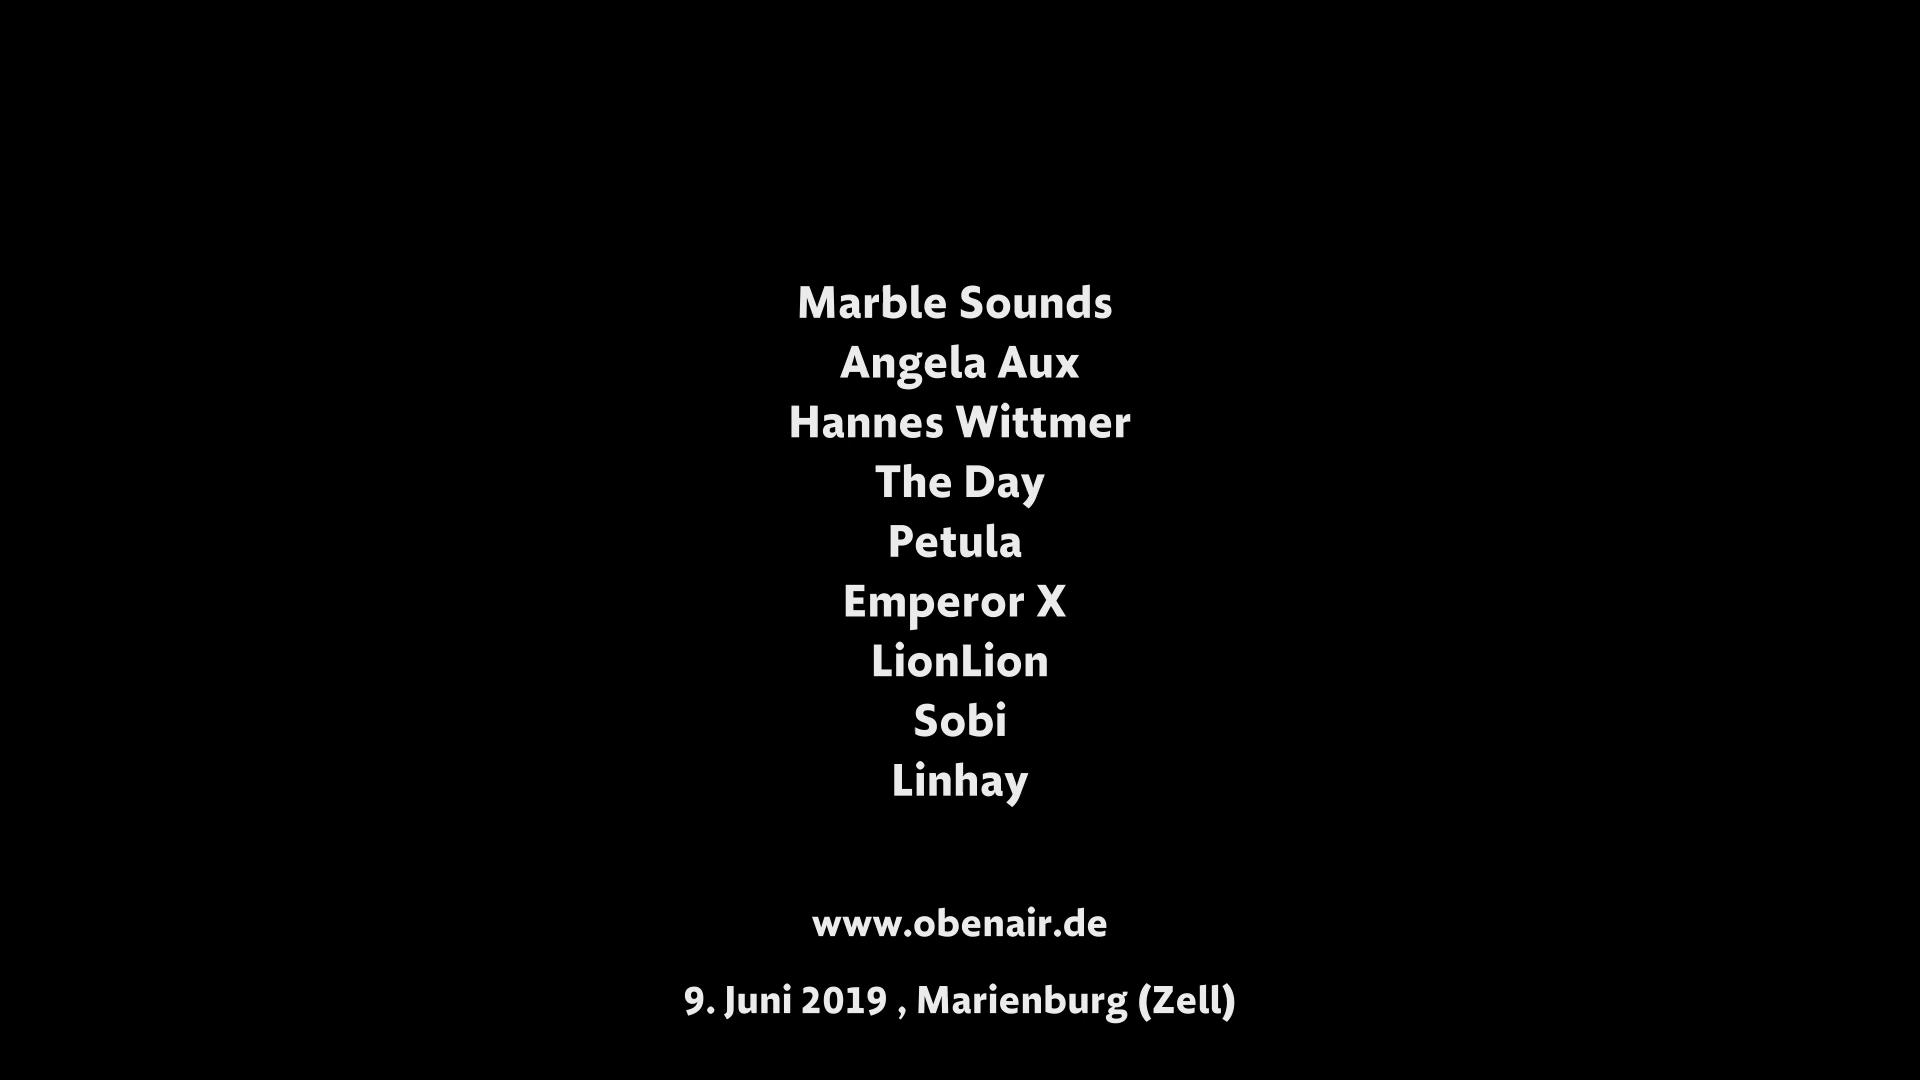 Marble Sounds
Angela Aux
Hannes Wittmer
The Day
Petula
Emperor X
LionLion
Sobi
Linhay
www.obenair.de
9. Juni 2019 , Marienburg (Zell)